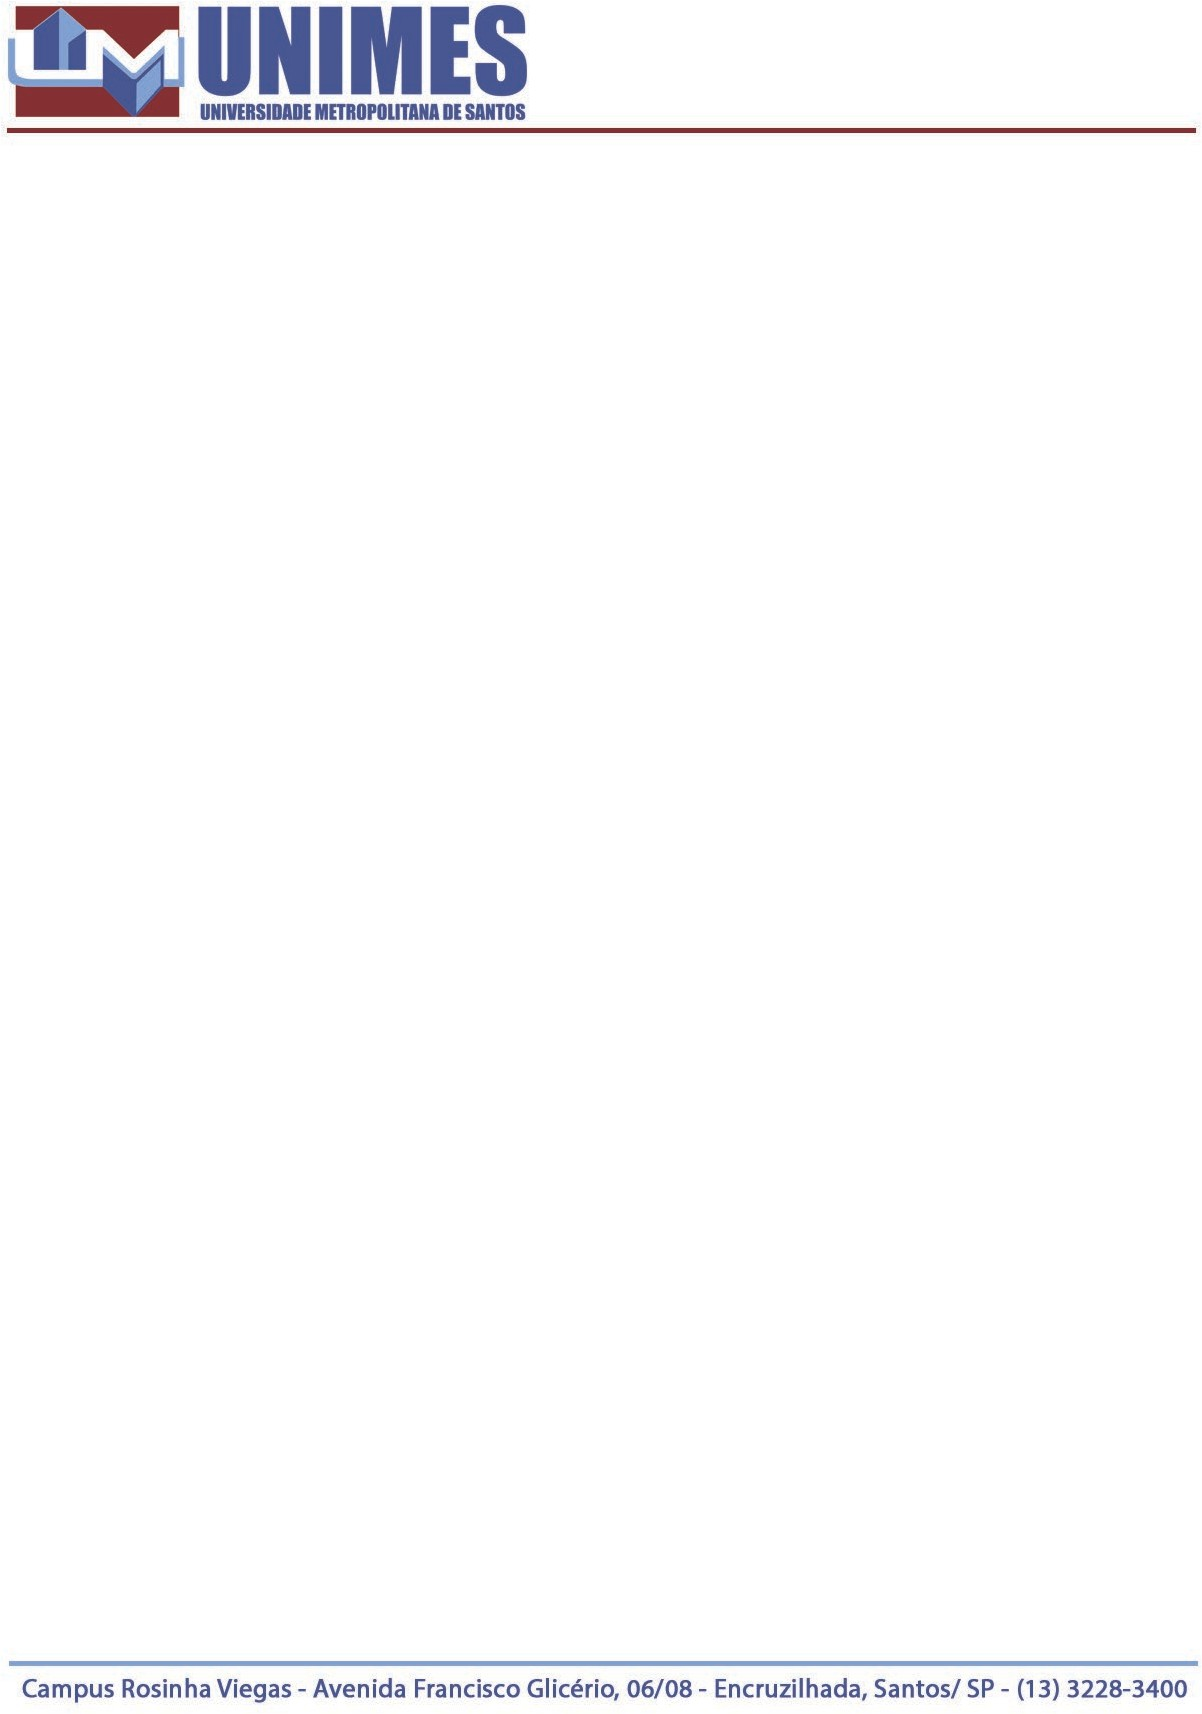 UNIMES
UNIVERSIDADE METROPOLITANA DE SANTOS
Campus Rosinha Viegas - Avenida Francisco Glicério, 06/08 - Encruzilhada, Santos/ SP - (13) 3228-3400